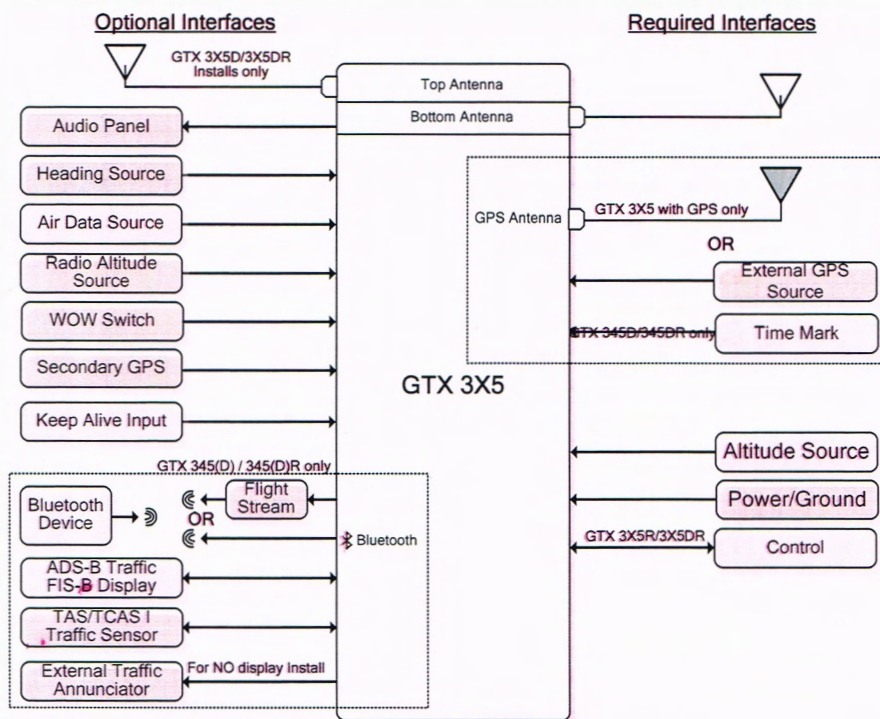 Optional Interfaces
Required Interfaces
GTX 3X5D/3X5DR
Installs only
Top Antenna
Bottom Antenna
Audio Panel
Heading Source
Air Data Source
Radio Altitude
Source
WOW Switch
Secondary GPS
Keep Alive Input
GPS Antenna
GTX 3X5 with GPS only
OR
External GPS
Source
GTX 345D/345DR only
Time Mark
GTX 3X5
Altitude Source
Power/Ground
GTX 3X5R/3X5DR
Control
GTX 345(D) / 345(D)R only
Bluetooth
Device
OR
Flight
Stream
Bluetooth
ADS-B Traffic
FIS-B Display
TAS/TCAS I
Traffic Sensor
External Traffic
Annunciator
For NO display Install